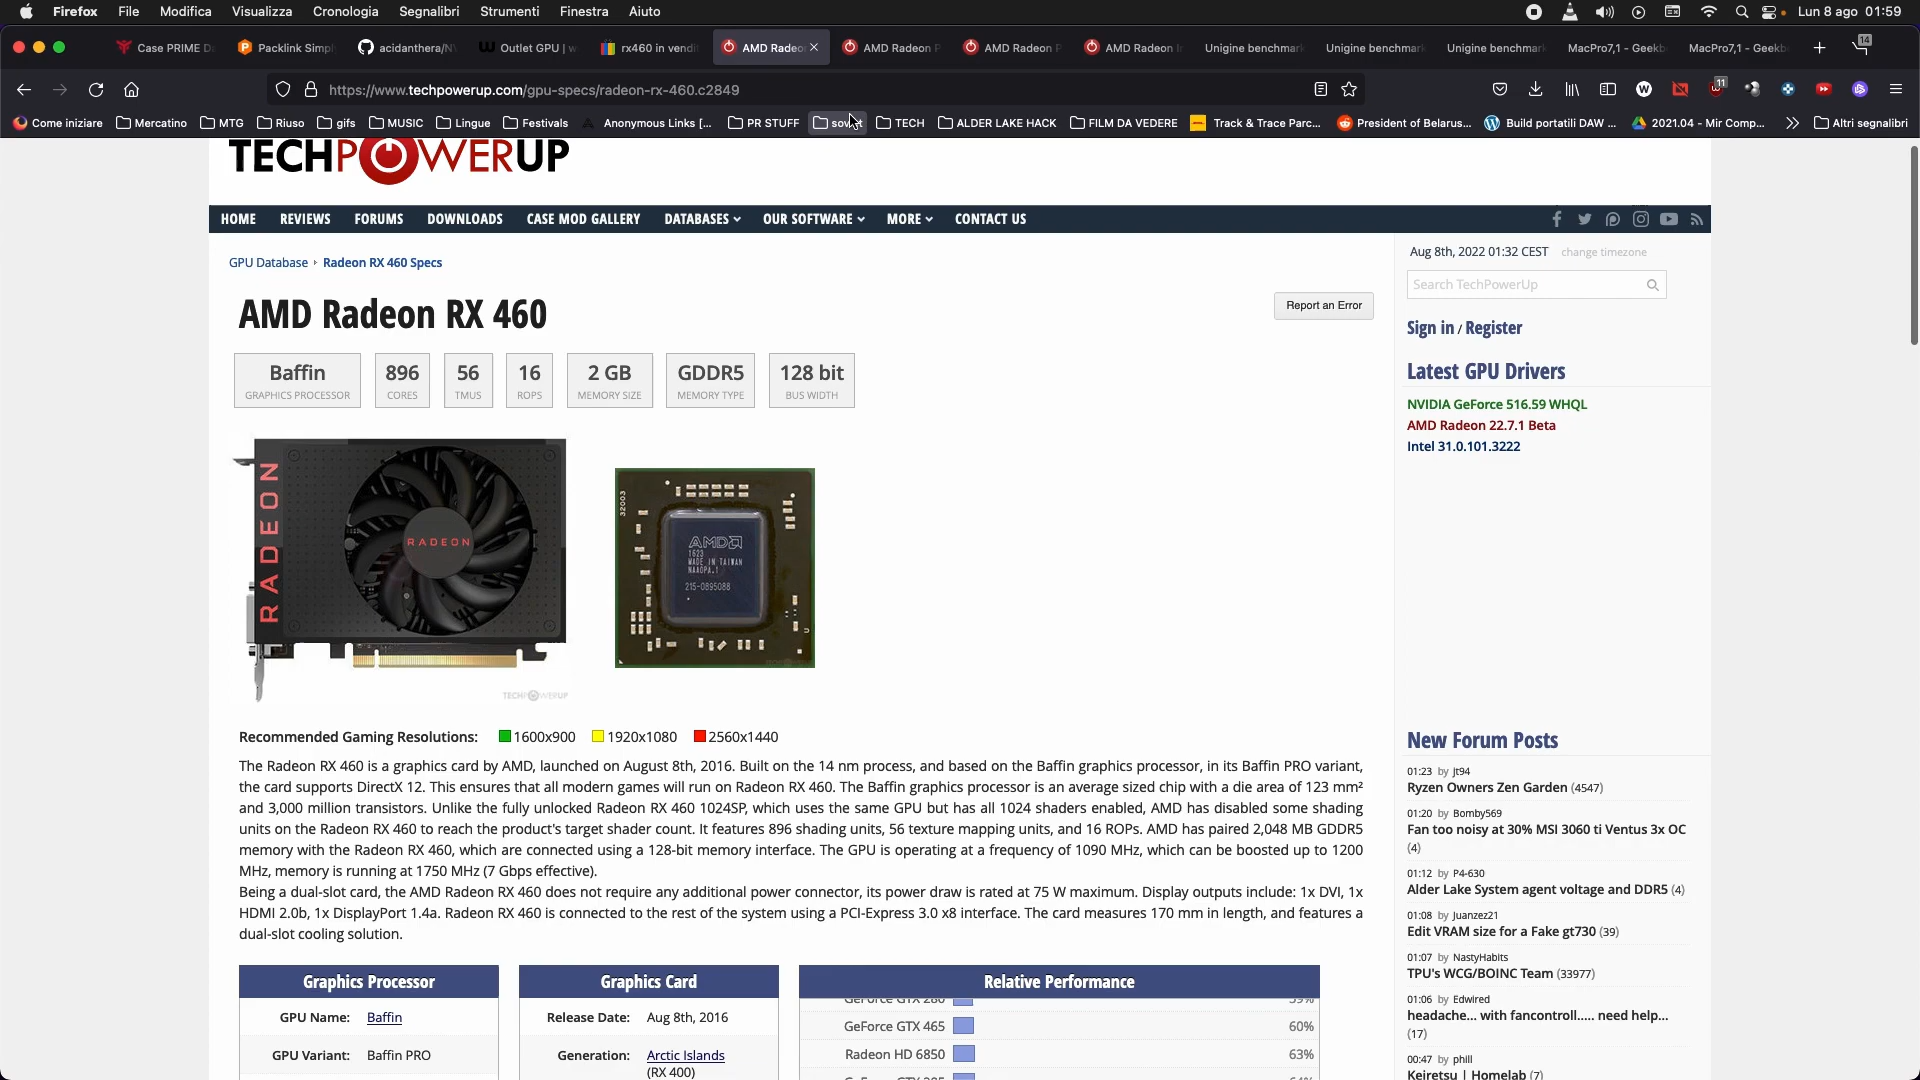 Firefox File Modifica Visualizza Cronologia Segnalibri Strumenti Finestra Aiuto Lun 8 ago 01:59
Case PRIME Packlink Simpl acidanthera/N Outlet GPU | w rx460 in vendi AMD Radeo AMD Radeon P AMD Radeon P AMD Radeon Unigine benchmar Unigine benchmar Unigine benchmar MacPro7,1 - Geekb MacPro7,1 - Geekb 14
https://www.techpowerup.com/gpu-specs/radeon-rx-460.c2849 11
Come iniziare Mercatino MTG Riuso gifs MUSIC Lingue Festivals Anonymous Links [... PR STUFF TECH ALDER LAKE HACK FILM DA VEDERE Track & Trace Parc... President of Belarus... Build portatili DAW ... 2021.04 - Mir Comp... Altri segnalibri
TECHPOWERUP
HOME REVIEWS FORUMS DOWNLOADS CASE MOD GALLERY DATABASES OUR SOFTWARE MORE CONTACT US
GPU Database › Radeon RX 460 Specs
AMD Radeon RX 460
Report an Error
Baffin 896 56 16 2 GB GDDR5 128 bit
GRAPHICS PROCESSOR CORES TMUS ROPS MEMORY SIZE MEMORY TYPE BUS WIDTH
RADEON
RADEON
TECHPOWERUP
32003
AMD
1623
MADE IN TAIWAN
NAAOPA.1
215-0895088
Recommended Gaming Resolutions: 1600x900 1920x1080 2560x1440
The Radeon RX 460 is a graphics card by AMD, launched on August 8th, 2016. Built on the 14 nm process, and based on the Baffin graphics processor, in its Baffin PRO variant,
the card supports DirectX 12. This ensures that all modern games will run on Radeon RX 460. The Baffin graphics processor is an average sized chip with a die area of 123 mm²
and 3,000 million transistors. Unlike the fully unlocked Radeon RX 460 1024SP, which uses the same GPU but has all 1024 shaders enabled, AMD has disabled some shading
units on the Radeon RX 460 to reach the product's target shader count. It features 896 shading units, 56 texture mapping units, and 16 ROPs. AMD has paired 2,048 MB GDDR5
memory with the Radeon RX 460, which are connected using a 128-bit memory interface. The GPU is operating at a frequency of 1090 MHz, which can be boosted up to 1200
MHz, memory is running at 1750 MHz (7 Gbps effective).
Being a dual-slot card, the AMD Radeon RX 460 does not require any additional power connector, its power draw is rated at 75 W maximum. Display outputs include: 1x DVI, 1x
HDMI 2.0b, 1x DisplayPort 1.4a. Radeon RX 460 is connected to the rest of the system using a PCI-Express 3.0 x8 interface. The card measures 170 mm in length, and features a
dual-slot cooling solution.
Graphics Processor
GPU Name: Baffin
GPU Variant: Baffin PRO
Graphics Card
Release Date: Aug 8th, 2016
Generation: Arctic Islands
(RX 400)
Relative Performance
GeForce GTX 280 59%
GeForce GTX 465 60%
Radeon HD 6850 63%
Aug 8th, 2022 01:32 CEST change timezone
Search TechPowerUp
Sign in / Register
Latest GPU Drivers
NVIDIA GeForce 516.59 WHQL
AMD Radeon 22.7.1 Beta
Intel 31.0.101.3222
New Forum Posts
01:23 by jt94
Ryzen Owners Zen Garden (4547)
01:20 by Bomby569
Fan too noisy at 30% MSI 3060 ti Ventus 3x OC
(4)
01:12 by P4-630
Alder Lake System agent voltage and DDR5 (4)
01:08 by Juanzez21
Edit VRAM size for a Fake gt730 (39)
01:07 by NastyHabits
TPU's WCG/BOINC Team (33977)
01:06 by Edwired
headache... with fancontroll..... need help...
(17)
00:47 by phill
Keiretsu | Homelab (7)